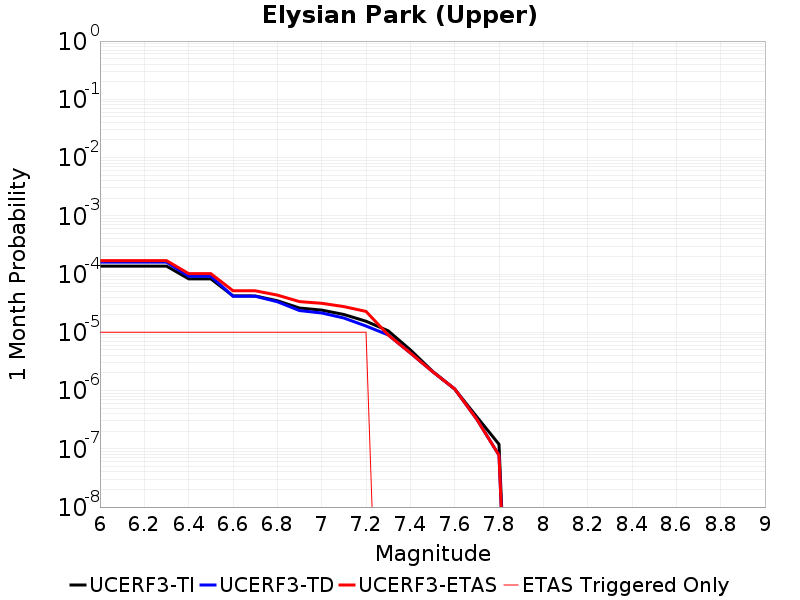 Elysian Park (Upper)
1 Month Probability
10^0
10^-1
10^-2
10^-3
10^-4
10^-5
10^-6
10^-7
10^-8
6 6.2 6.4 6.6 6.8 7 7.2 7.4 7.6 7.8 8 8.2 8.4 8.6 8.8 9
Magnitude
UCERF3-TI UCERF3-TD UCERF3-ETAS ETAS Triggered Only